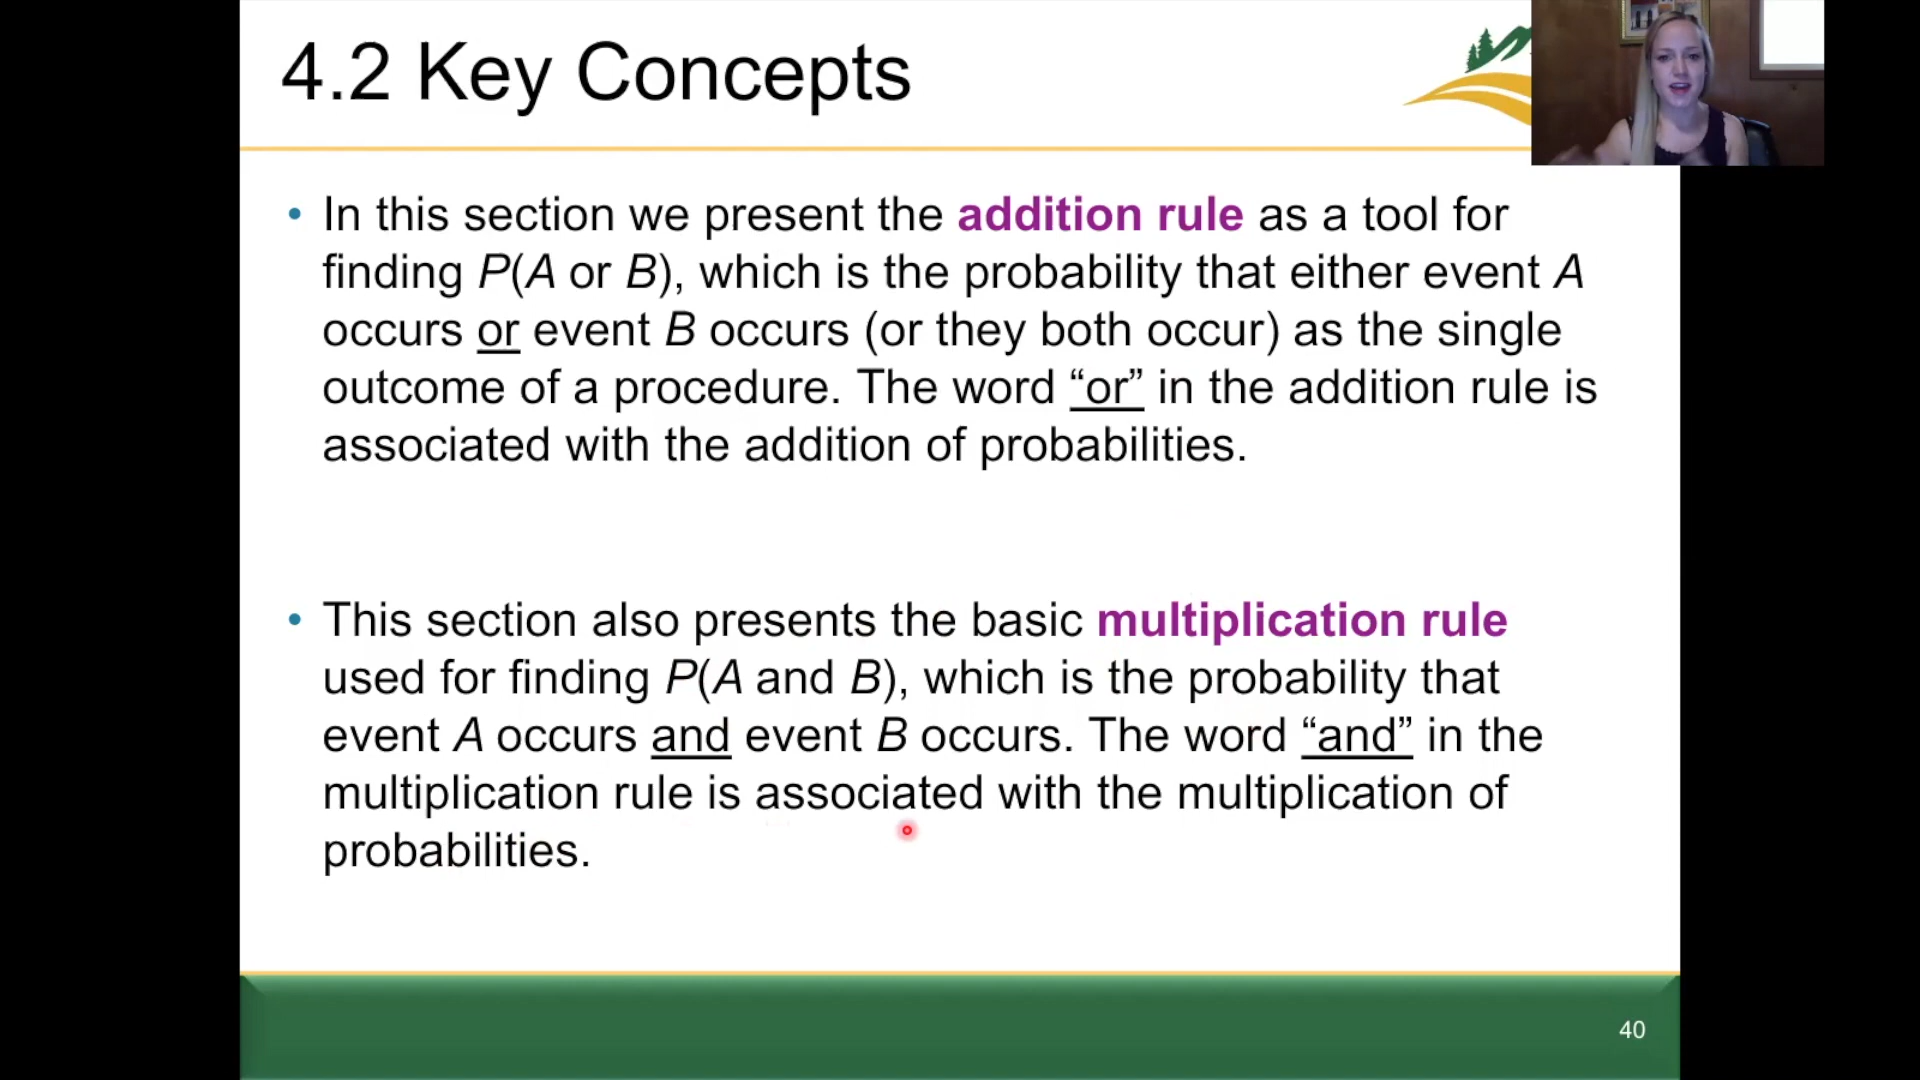 4.2 Key Concepts
• In this section we present the addition rule as a tool for
finding P(A or B), which is the probability that either event A
occurs or event B occurs (or they both occur) as the single
outcome of a procedure. The word “or” in the addition rule is
associated with the addition of probabilities.
• This section also presents the basic multiplication rule
used for finding P(A and B), which is the probability that
event A occurs and event B occurs. The word “and” in the
multiplication rule is associated with the multiplication of
probabilities.
40